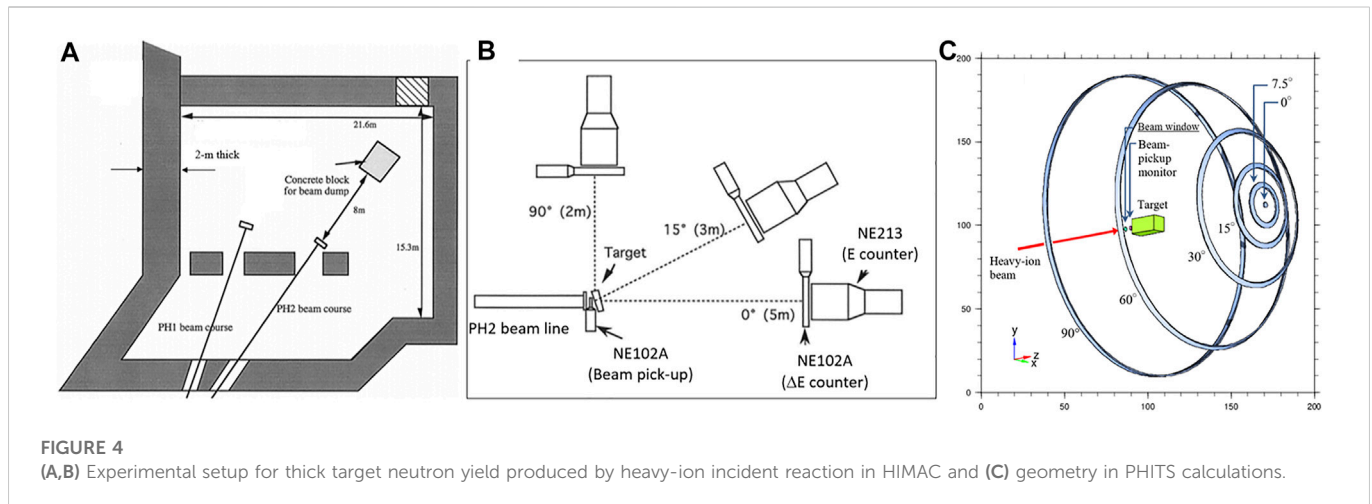 A
21.6m
2-m thick
Concrete block
for beam dump
8m
15.3m
PH1 beam course
PH2 beam course
B
90° (2m)
15° (3m)
NE213
(E counter)
Target
0° (5m)
PH2 beam line
NE102A
(Beam pick-up)
NE102A
(ΔE counter)
C
200
150
100
50
0
0
50
100
150
200
7.5°
0°
Beam window
Beam-
pickup
monitor
Target
15°
30°
60°
90°
Heavy-ion
beam
y
z
x
FIGURE 4
(A,B) Experimental setup for thick target neutron yield produced by heavy-ion incident reaction in HIMAC and (C) geometry in PHITS calculations.